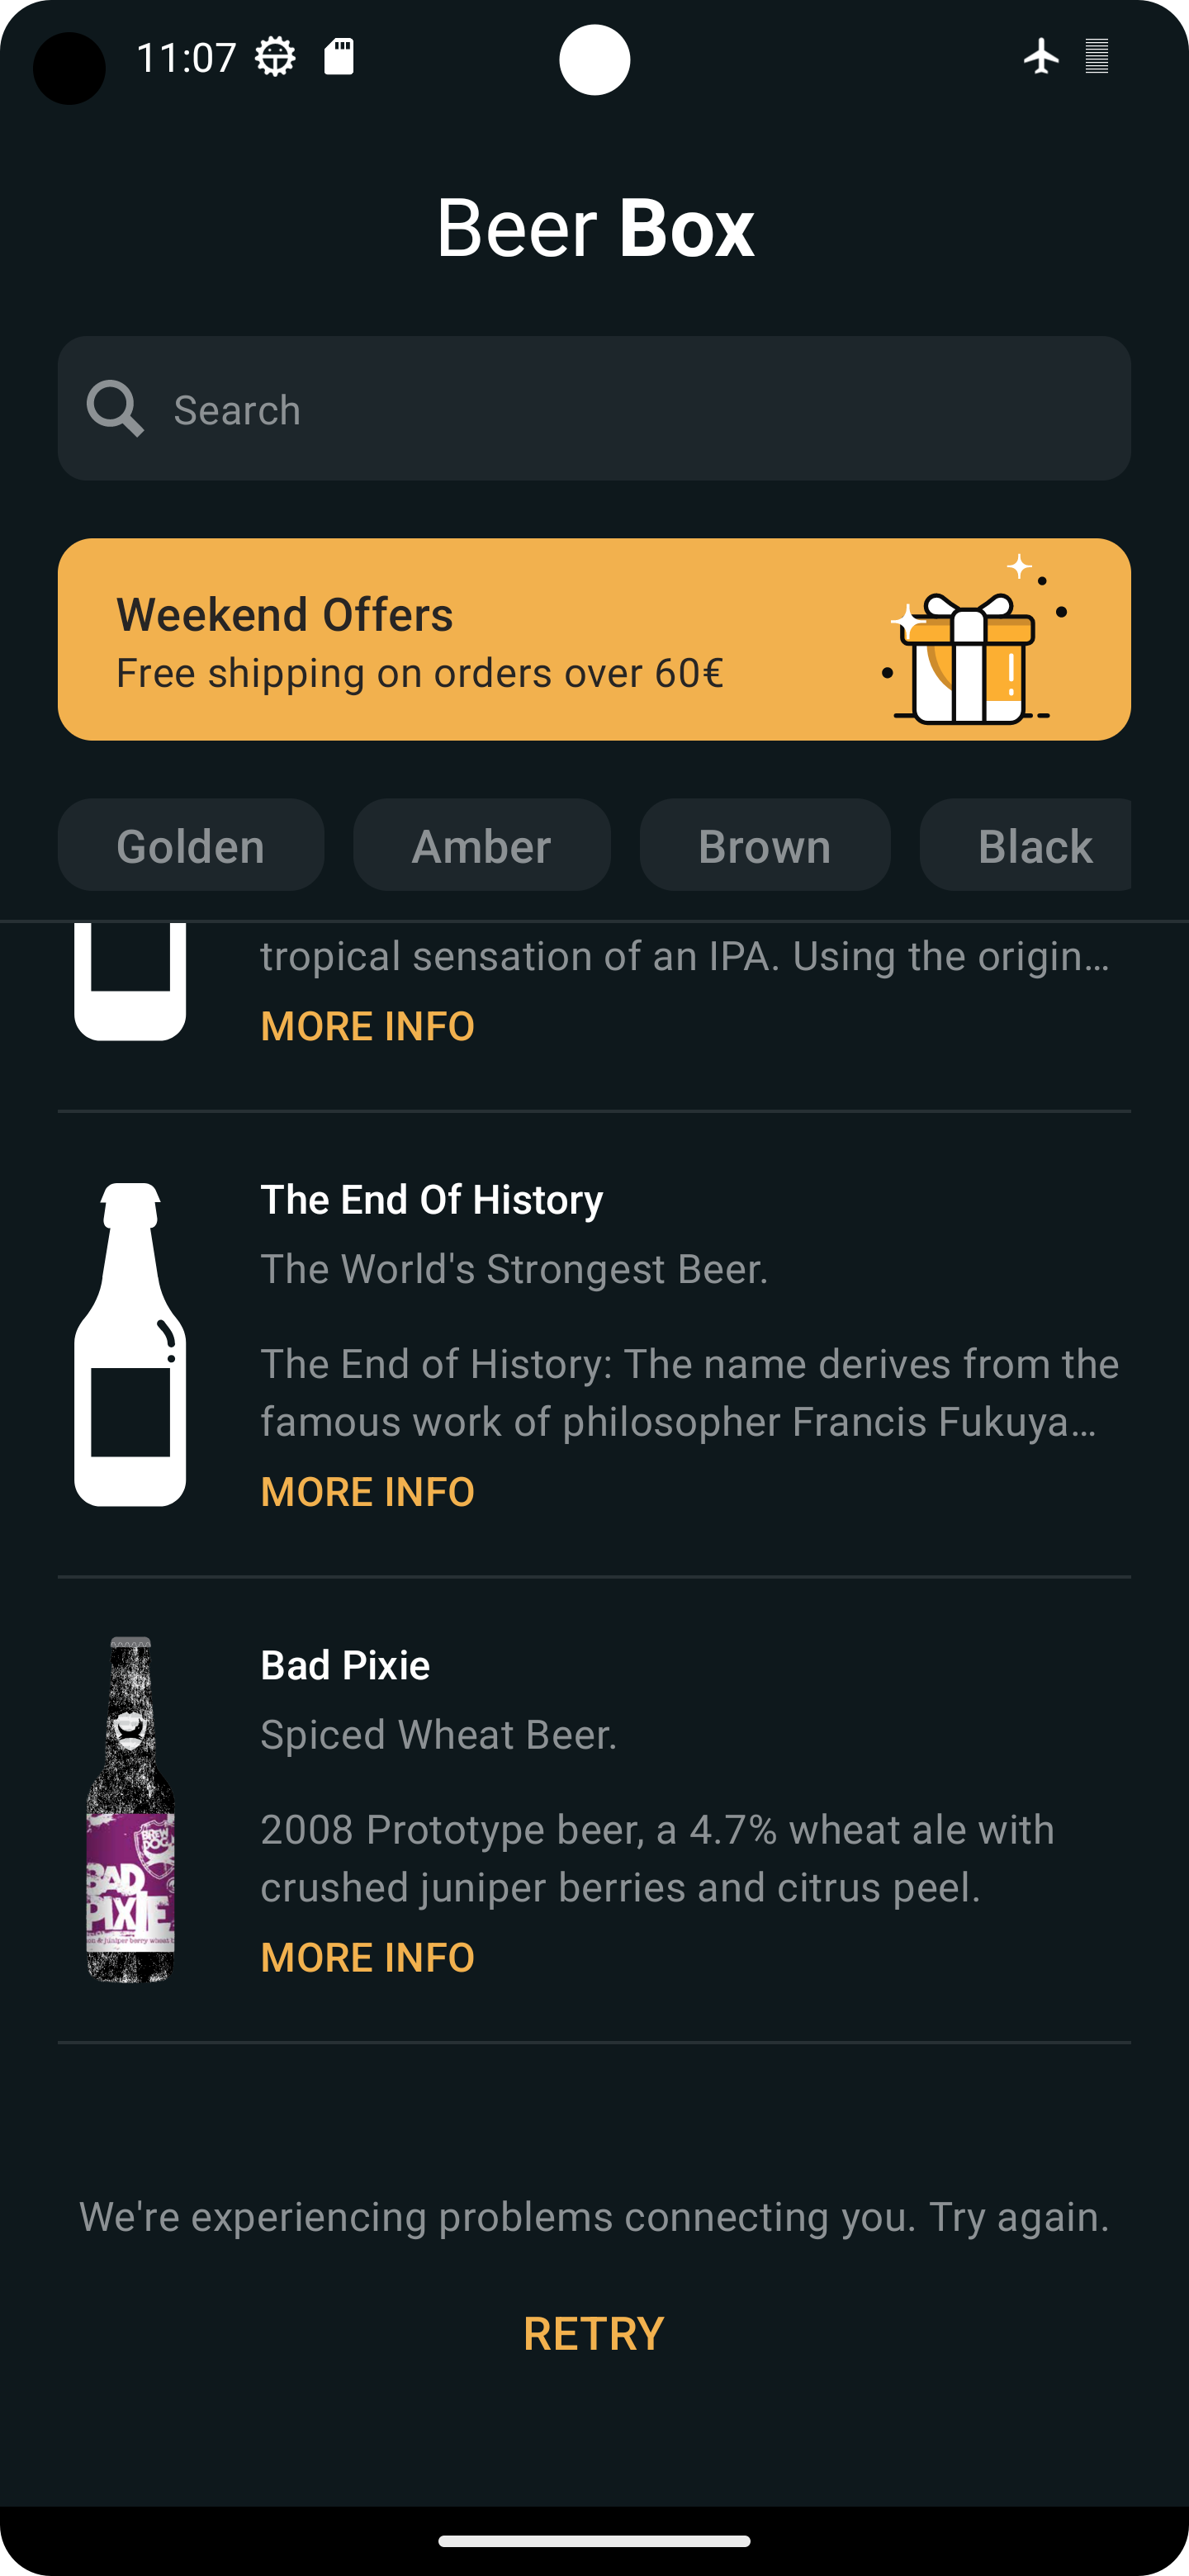 11:07
Beer Box
Search
Weekend Offers
Free shipping on orders over 60€
Golden
Amber
Brown
Black
tropical sensation of an IPA. Using the origin…
MORE INFO
The End Of History
The World's Strongest Beer.
The End of History: The name derives from the
famous work of philosopher Francis Fukuya…
MORE INFO
Bad Pixie
Spiced Wheat Beer.
2008 Prototype beer, a 4.7% wheat ale with
crushed juniper berries and citrus peel.
MORE INFO
BREW
DOG
BAD
PIXIE
We're experiencing problems connecting you. Try again.
RETRY